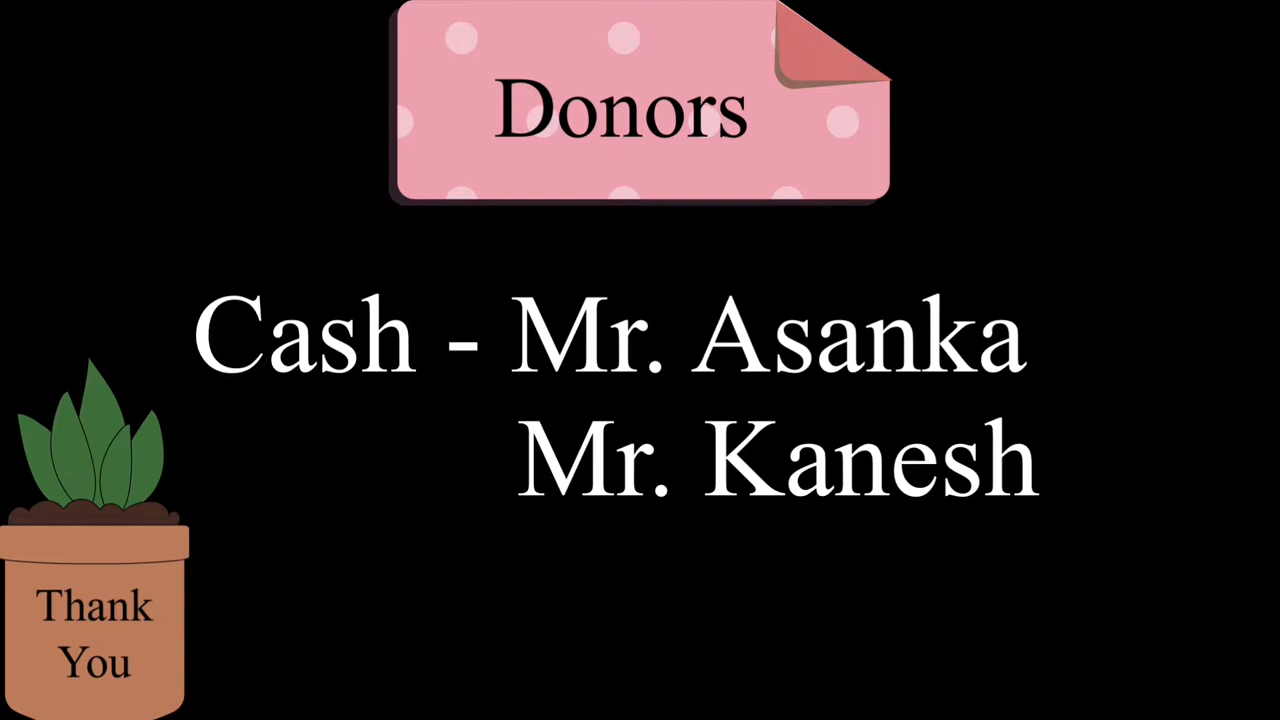 Donors
Cash - Mr. Asanka
Mr. Kanesh
Thank
You